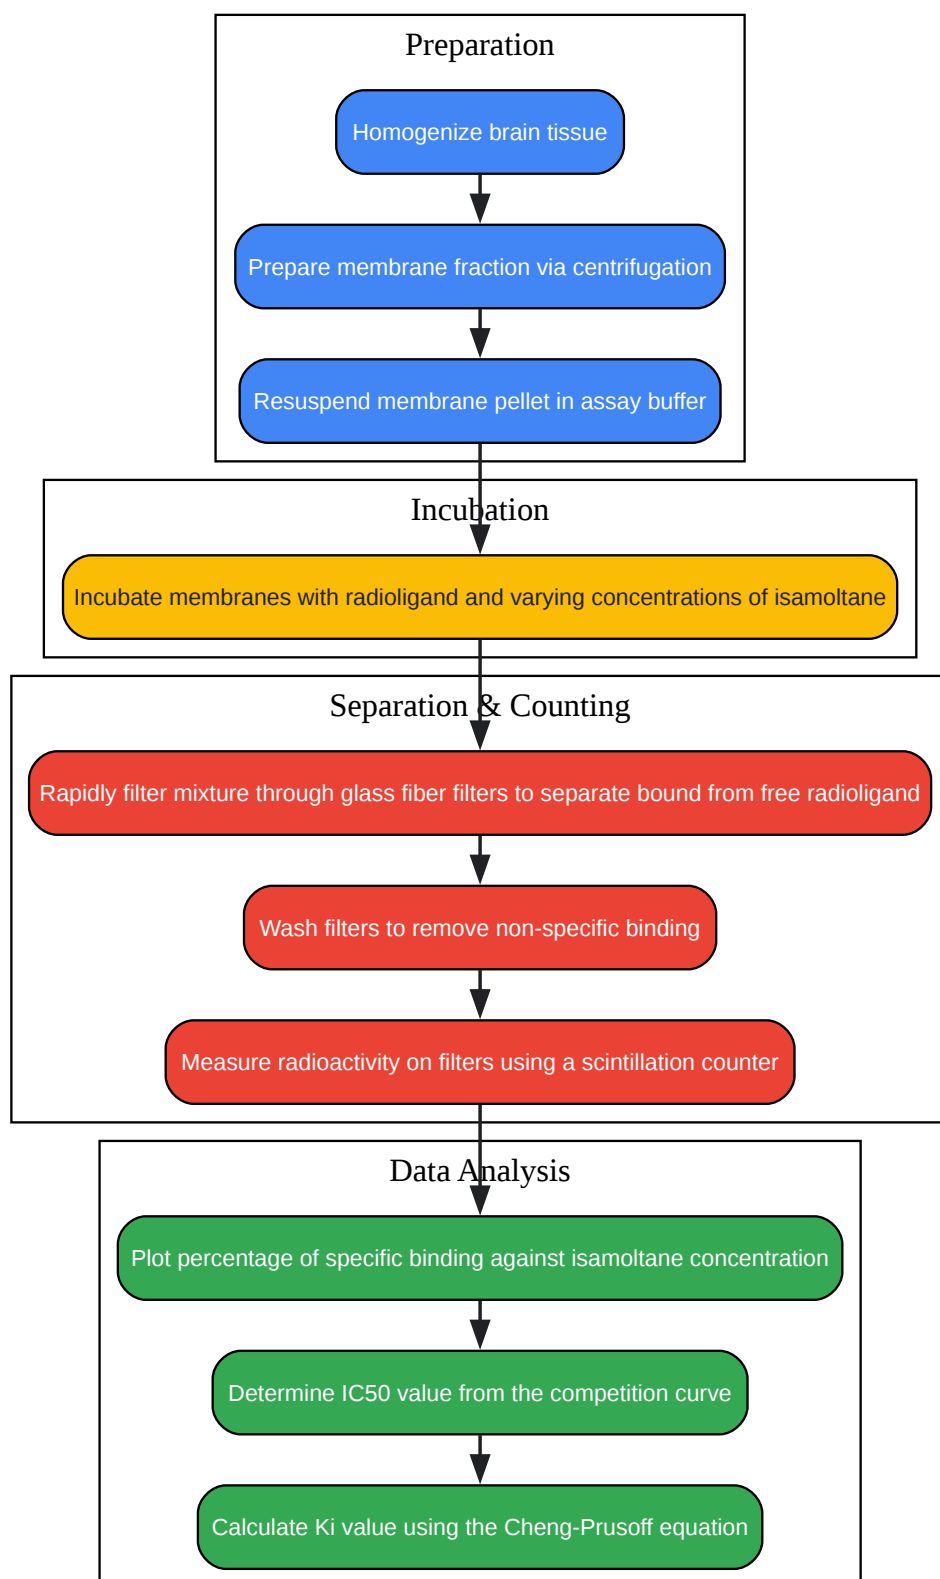 Preparation
Homogenize brain tissue
Prepare membrane fraction via centrifugation
Resuspend membrane pellet in assay buffer
Incubation
Incubate membranes with radioligand and varying concentrations of isamoltane
Separation & Counting
Rapidly filter mixture through glass fiber filters to separate bound from free radioligand
Wash filters to remove non-specific binding
Measure radioactivity on filters using a scintillation counter
Data Analysis
Plot percentage of specific binding against isamoltane concentration
Determine IC50 value from the competition curve
Calculate Ki value using the Cheng-Prusoff equation